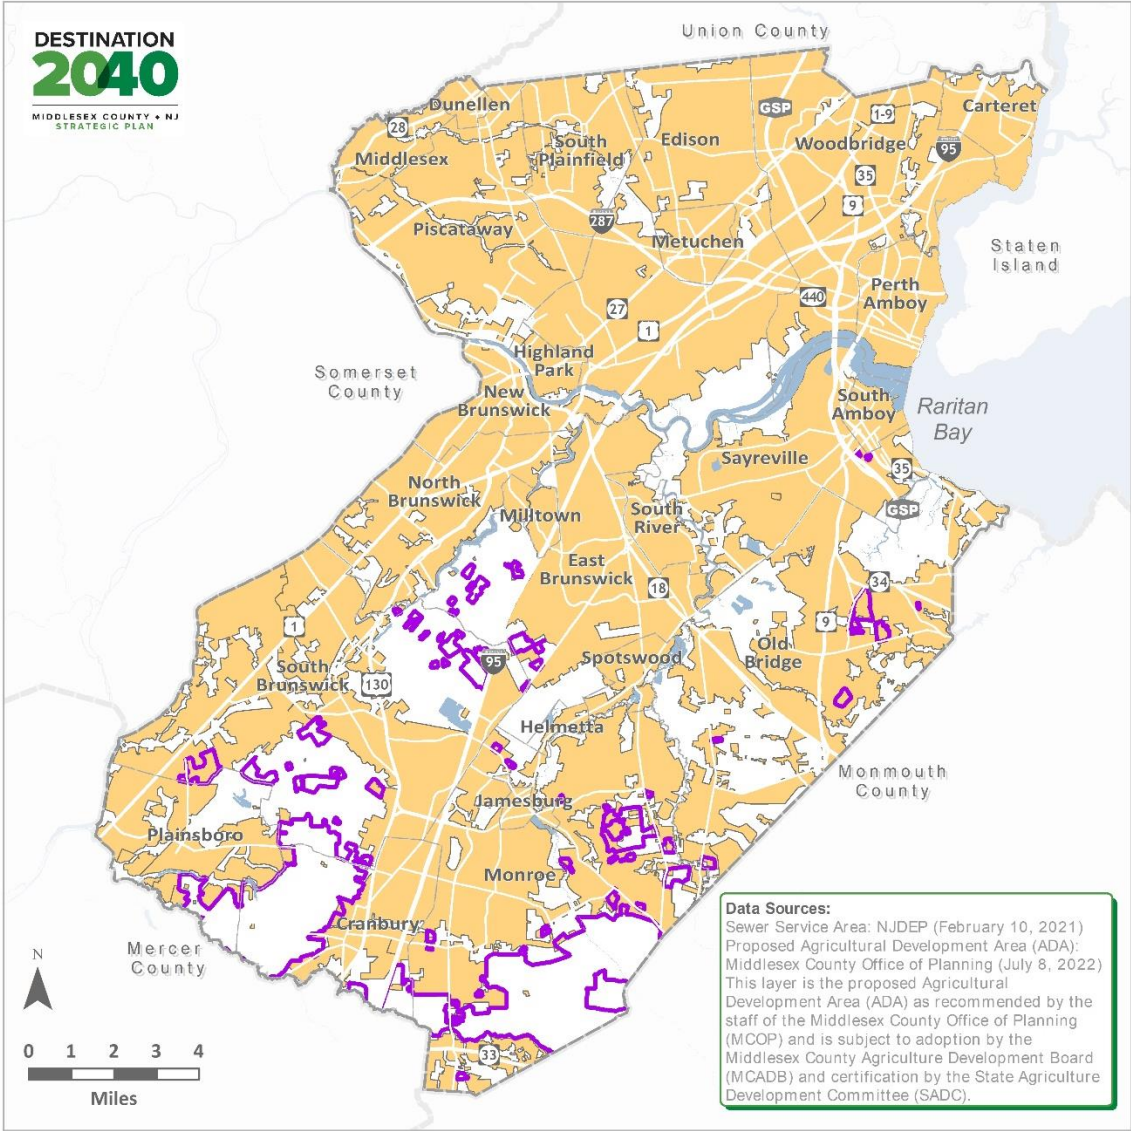 DESTINATION
2040
MIDDLESEX COUNTY • NJ
STRATEGIC PLAN
Union County
Dunellen
28
Middlesex
South
Plainfield
Edison
GSP
1-9
Carteret
Woodbridge
95
35
9
Piscataway
287
Metuchen
Staten
Island
Perth
Amboy
440
27
1
Highland
Park
Somerset
County
New
Brunswick
South
Amboy
Raritan
Bay
Sayreville
35
North
Brunswick
Milltown
South
River
GSP
East
Brunswick
18
34
1
9
Old
Bridge
Spotswood
95
South
Brunswick
130
Helmetta
Monmouth
County
Jamesburg
Plainsboro
Monroe
Cranbury
Mercer
County
33
N
0 1 2 3 4
Miles
Data Sources:
Sewer Service Area: NJDEP (February 10, 2021)
Proposed Agricultural Development Area (ADA):
Middlesex County Office of Planning (July 8, 2022)
This layer is the proposed Agricultural
Development Area (ADA) as recommended by the
staff of the Middlesex County Office of Planning
(MCOP) and is subject to adoption by the
Middlesex County Agriculture Development Board
(MCADB) and certification by the State Agriculture
Development Committee (SADC).